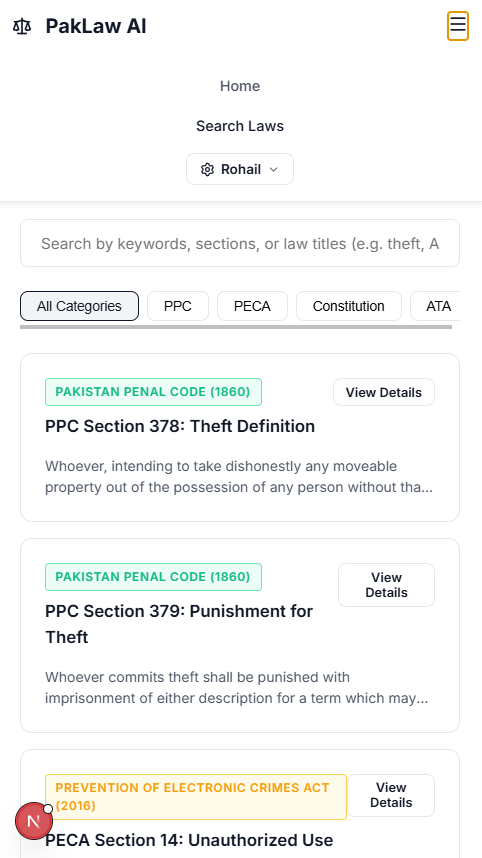 PakLaw AI
Home
Search Laws
Rohail
Search by keywords, sections, or law titles (e.g. theft, A
All Categories
PPC
PECA
Constitution
ATA
PAKISTAN PENAL CODE (1860)
View Details
PPC Section 378: Theft Definition
Whoever, intending to take dishonestly any moveable
property out of the possession of any person without tha...
PAKISTAN PENAL CODE (1860)
View
Details
PPC Section 379: Punishment for
Theft
Whoever commits theft shall be punished with
imprisonment of either description for a term which may...
PREVENTION OF ELECTRONIC CRIMES ACT
(2016)
View
Details
N
PECA Section 14: Unauthorized Use